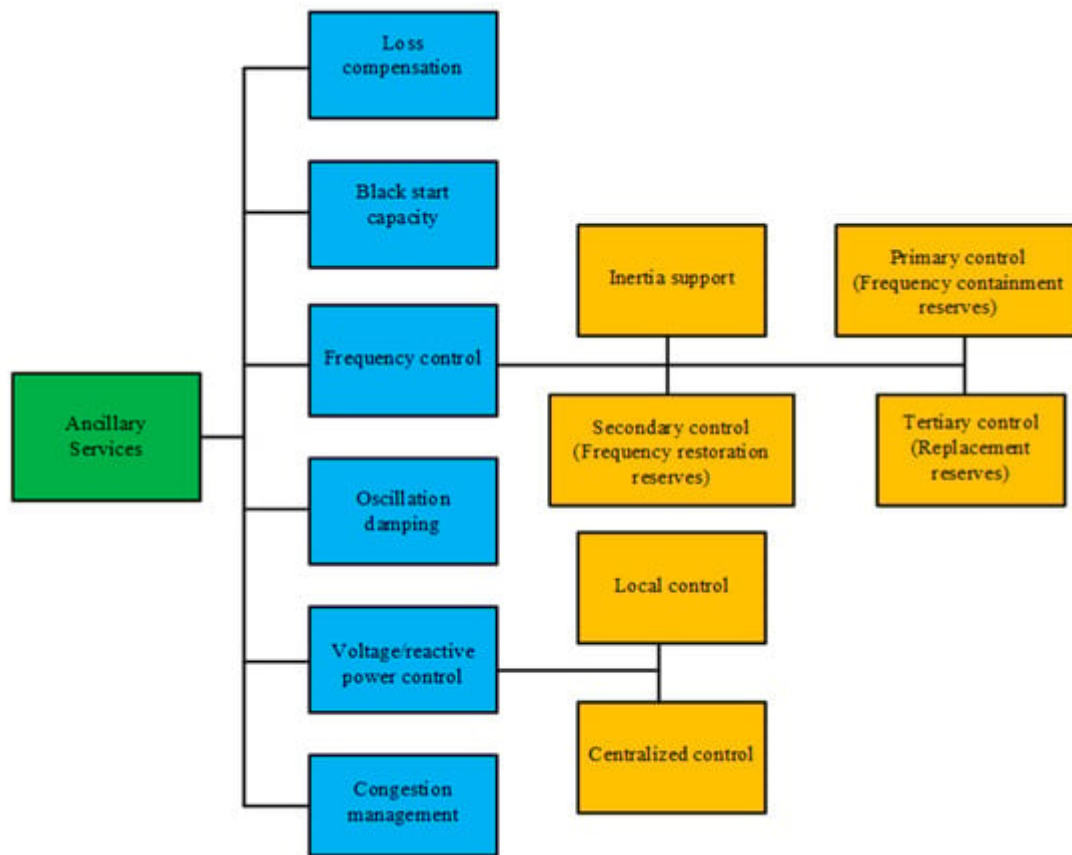 Loss
compensation
Black start
capacity
Inertia support
Primary control
(Frequency containment
reserves)
Frequency control
Ancillary
Services
Secondary control
(Frequency restoration
reserves)
Tertiary control
(Replacement
reserves)
Oscillation
damping
Local control
Voltage/reactive
power control
Centralized control
Congestion
management